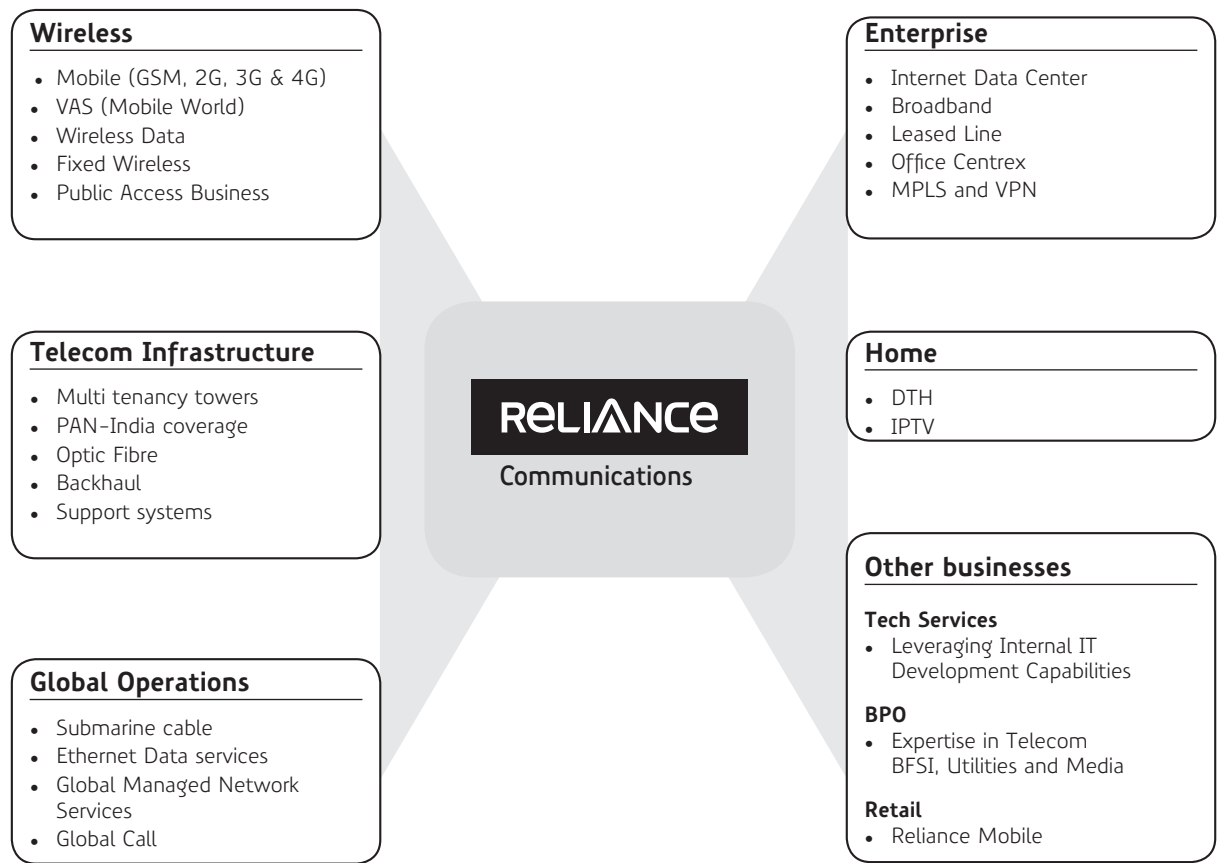 Wireless
• Mobile (GSM, 2G, 3G & 4G)
• VAS (Mobile World)
• Wireless Data
• Fixed Wireless
• Public Access Business
Telecom Infrastructure
• Multi tenancy towers
• PAN-India coverage
• Optic Fibre
• Backhaul
• Support systems
Global Operations
• Submarine cable
• Ethernet Data services
• Global Managed Network
Services
• Global Call
RELIANCE
Communications
Enterprise
• Internet Data Center
• Broadband
• Leased Line
• Office Centrex
• MPLS and VPN
Home
• DTH
• IPTV
Other businesses
Tech Services
• Leveraging Internal IT
Development Capabilities
BPO
• Expertise in Telecom
BFSI, Utilities and Media
Retail
• Reliance Mobile